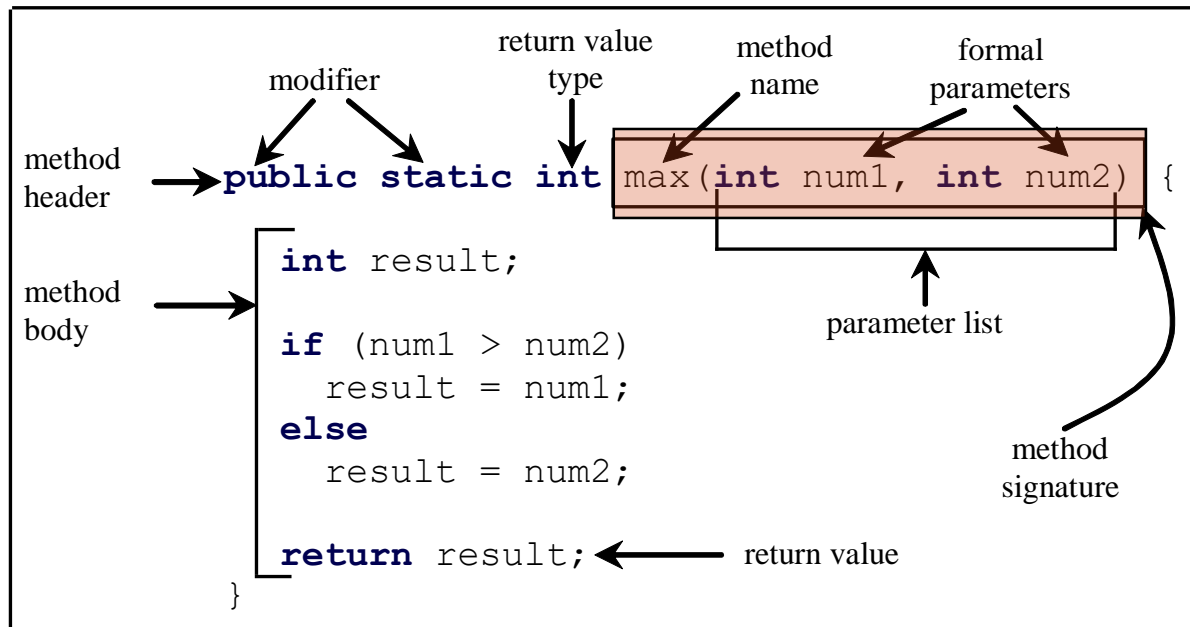 return value
type
method
name
formal
parameters
modifier
method
header
public static int max(int num1, int num2) {
int result;
method
body
parameter list
if (num1 > num2)
result = num1;
else
result = num2;
method
signature
return result;
return value
}